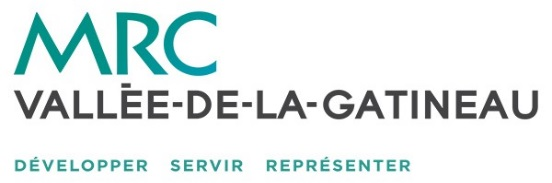 MRC
VALLÉE-DE-LA-GATINEAU
DÉVELOPPER SERVIR REPRÉSENTER